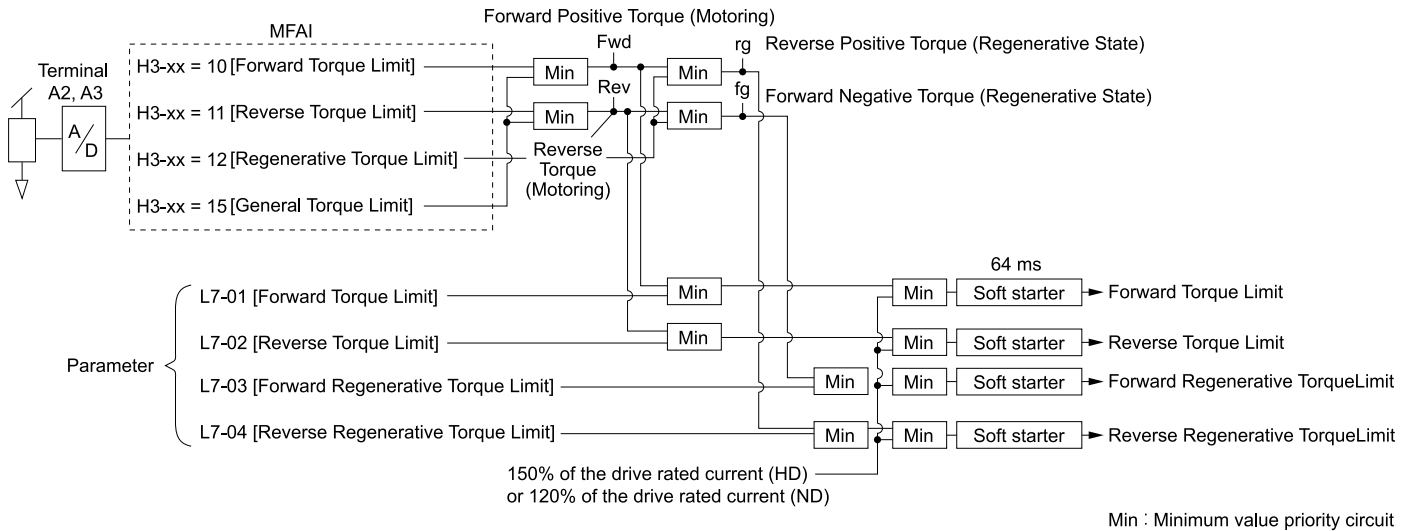 Forward Positive Torque (Motoring)
MFAI
Fwd
rg
Reverse Positive Torque (Regenerative State)
Terminal
A2, A3
H3-xx = 10 [Forward Torque Limit]
Min
Min
Rev
fg
Forward Negative Torque (Regenerative State)
A/D
H3-xx = 11 [Reverse Torque Limit]
Min
Min
Reverse
Torque
(Motoring)
H3-xx = 12 [Regenerative Torque Limit]
H3-xx = 15 [General Torque Limit]
64 ms
L7-01 [Forward Torque Limit]
Min
Min
Soft starter
Forward Torque Limit
L7-02 [Reverse Torque Limit]
Min
Min
Soft starter
Reverse Torque Limit
Parameter
L7-03 [Forward Regenerative Torque Limit]
Min
Min
Soft starter
Forward Regenerative TorqueLimit
L7-04 [Reverse Regenerative Torque Limit]
Min
Min
Soft starter
Reverse Regenerative TorqueLimit
150% of the drive rated current (HD)
or 120% of the drive rated current (ND)
Min : Minimum value priority circuit